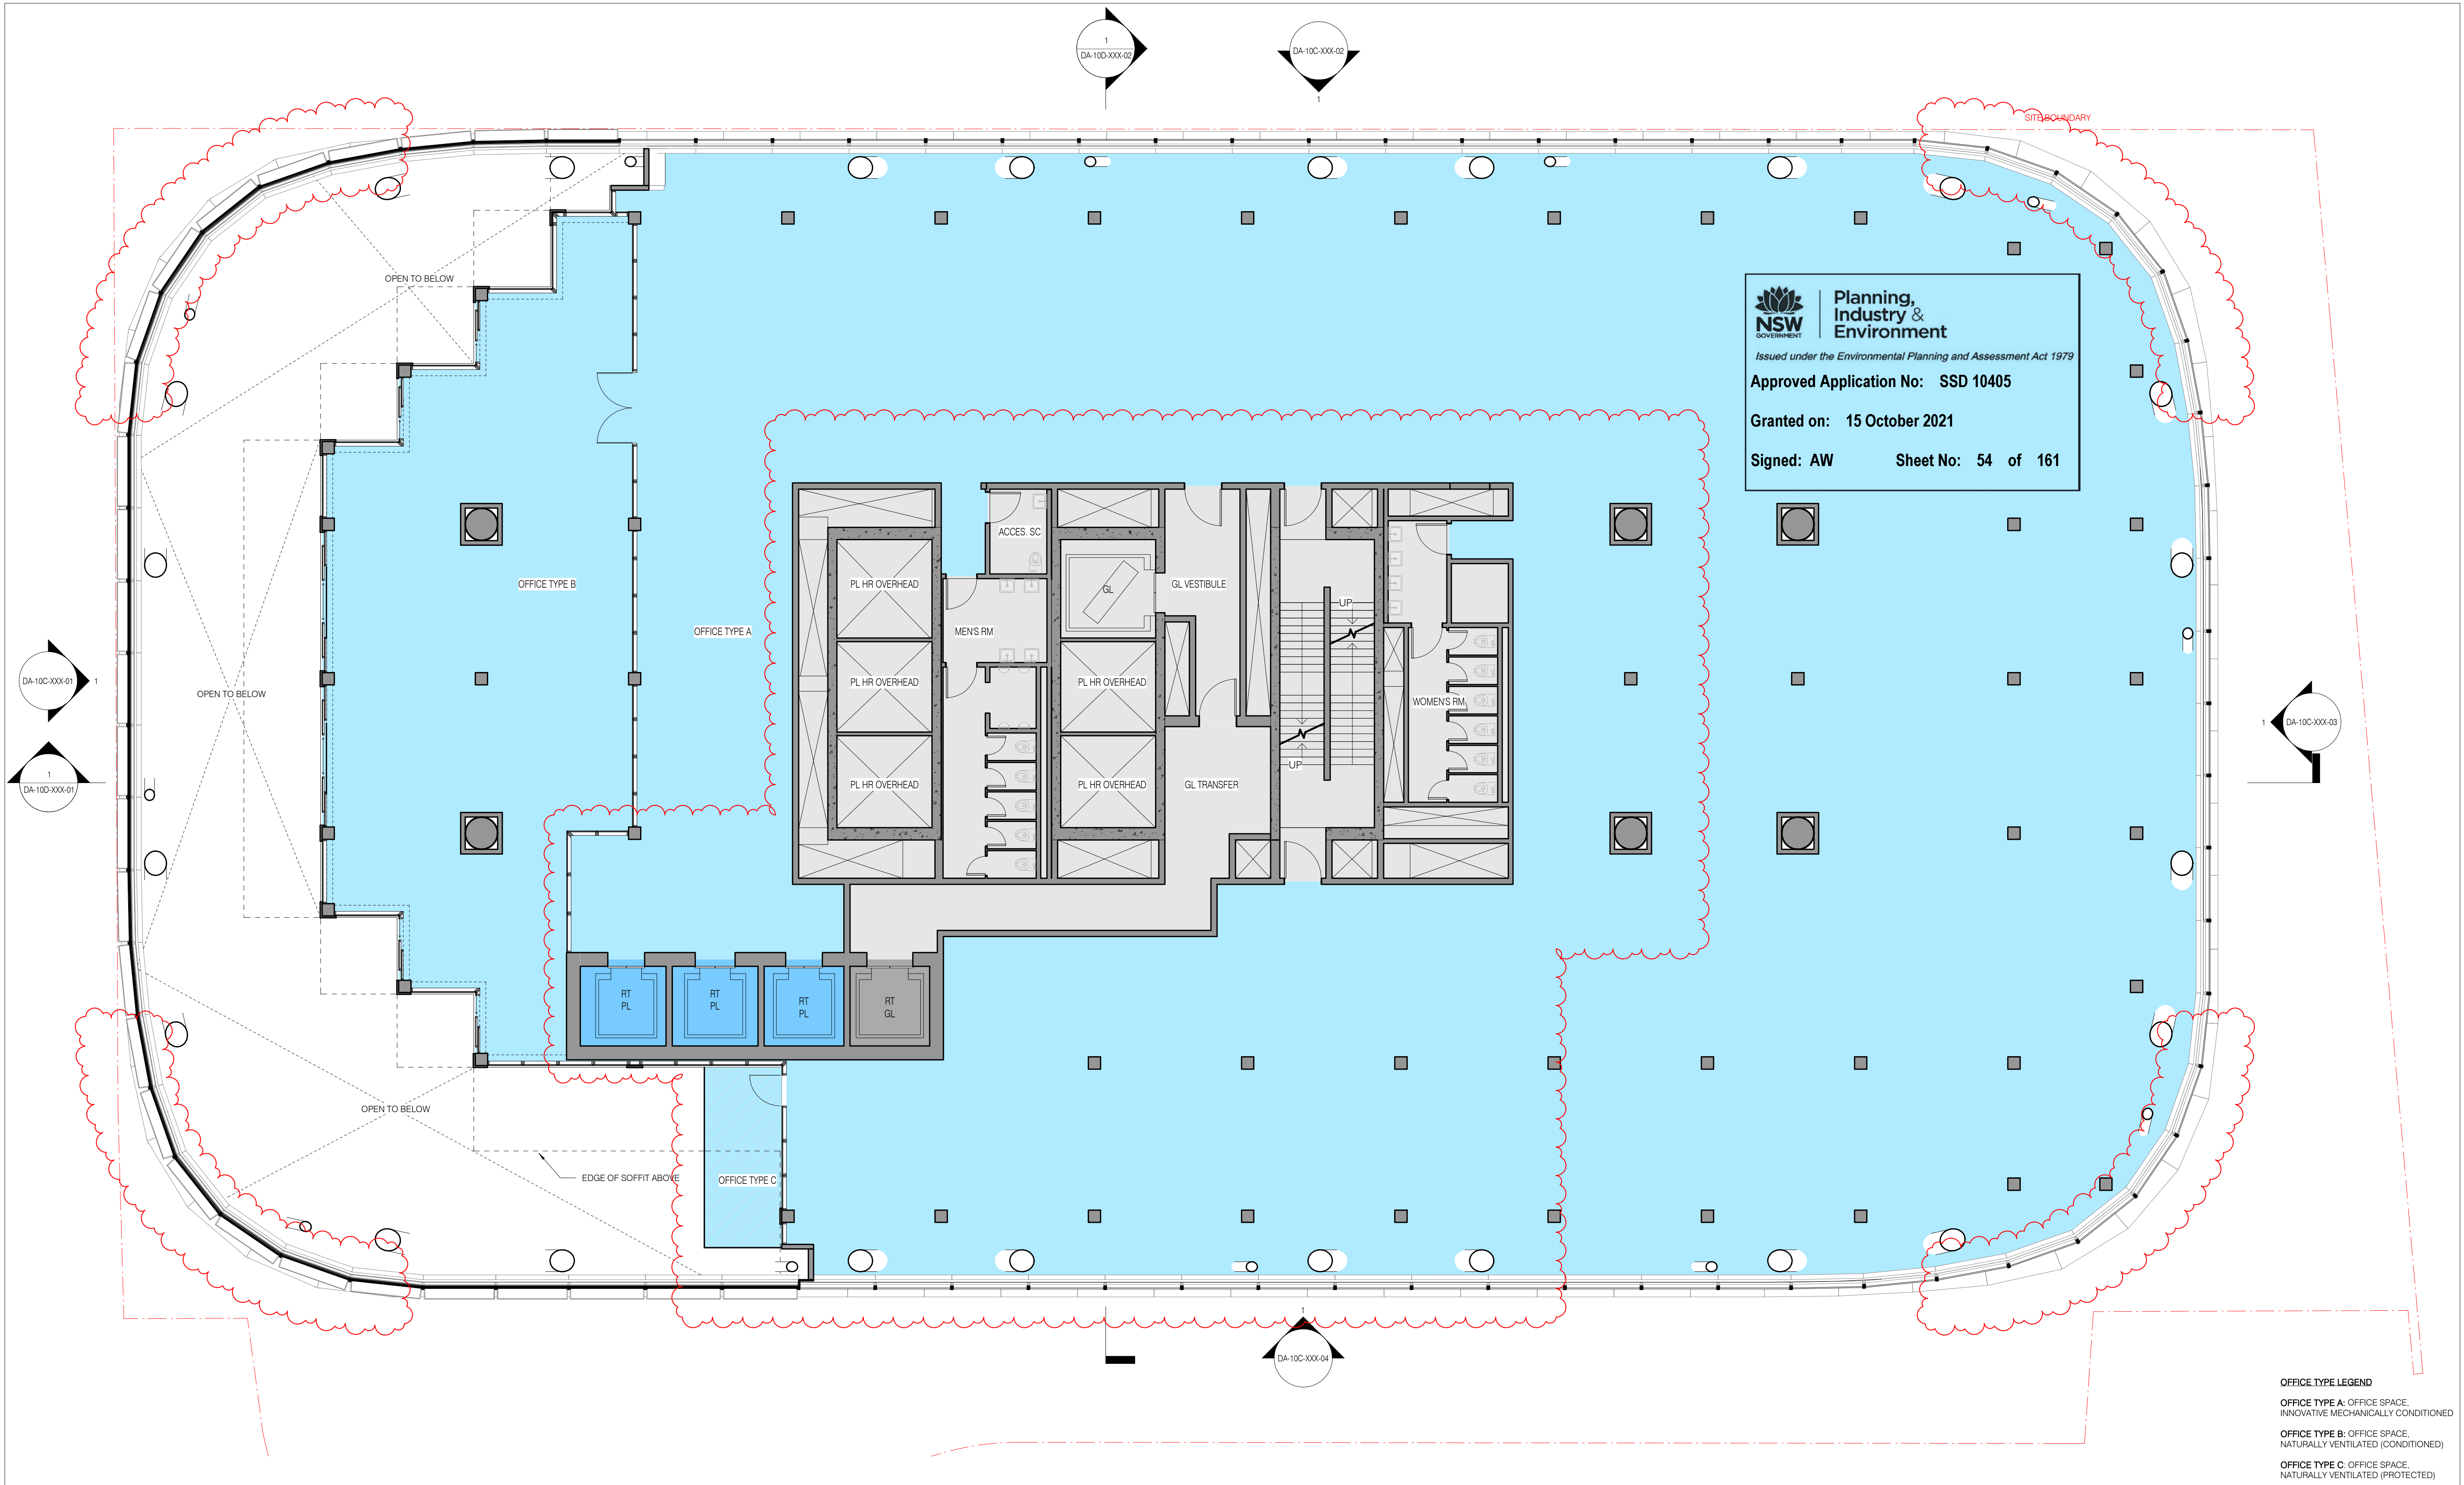 1
DA-10D-XXX-02
DA-10C-XXX-02
1
SITE BOUNDARY
OPEN TO BELOW
NSW
GOVERNMENT
Planning,
Industry &
Environment
Issued under the Environmental Planning and Assessment Act 1979
Approved Application No: SSD 10405
Granted on: 15 October 2021
Signed: AW Sheet No: 54 of 161
ACCES. SC
OFFICE TYPE B
PL HR OVERHEAD
GL
GL VESTIBULE
UP
OFFICE TYPE A
MEN'S RM
DA-10C-XXX-01
1
OPEN TO BELOW
PL HR OVERHEAD
PL HR OVERHEAD
WOMEN'S RM
1
DA-10C-XXX-03
1
DA-10D-XXX-01
PL HR OVERHEAD
PL HR OVERHEAD
GL TRANSFER
UP
RT
PL
RT
PL
RT
PL
RT
GL
OPEN TO BELOW
EDGE OF SOFFIT ABOVE
OFFICE TYPE C
1
DA-10C-XXX-04
OFFICE TYPE LEGEND
OFFICE TYPE A: OFFICE SPACE,
INNOVATIVE MECHANICALLY CONDITIONED
OFFICE TYPE B: OFFICE SPACE,
NATURALLY VENTILATED (CONDITIONED)
OFFICE TYPE C: OFFICE SPACE,
NATURALLY VENTILATED (PROTECTED)